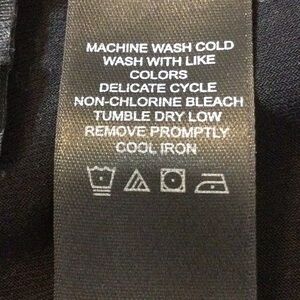 MACHINE WASH COLD
WASH WITH LIKE
COLORS
DELICATE CYCLE
NON-CHLORINE BLEACH
TUMBLE DRY LOW
REMOVE PROMPTLY
COOL IRON